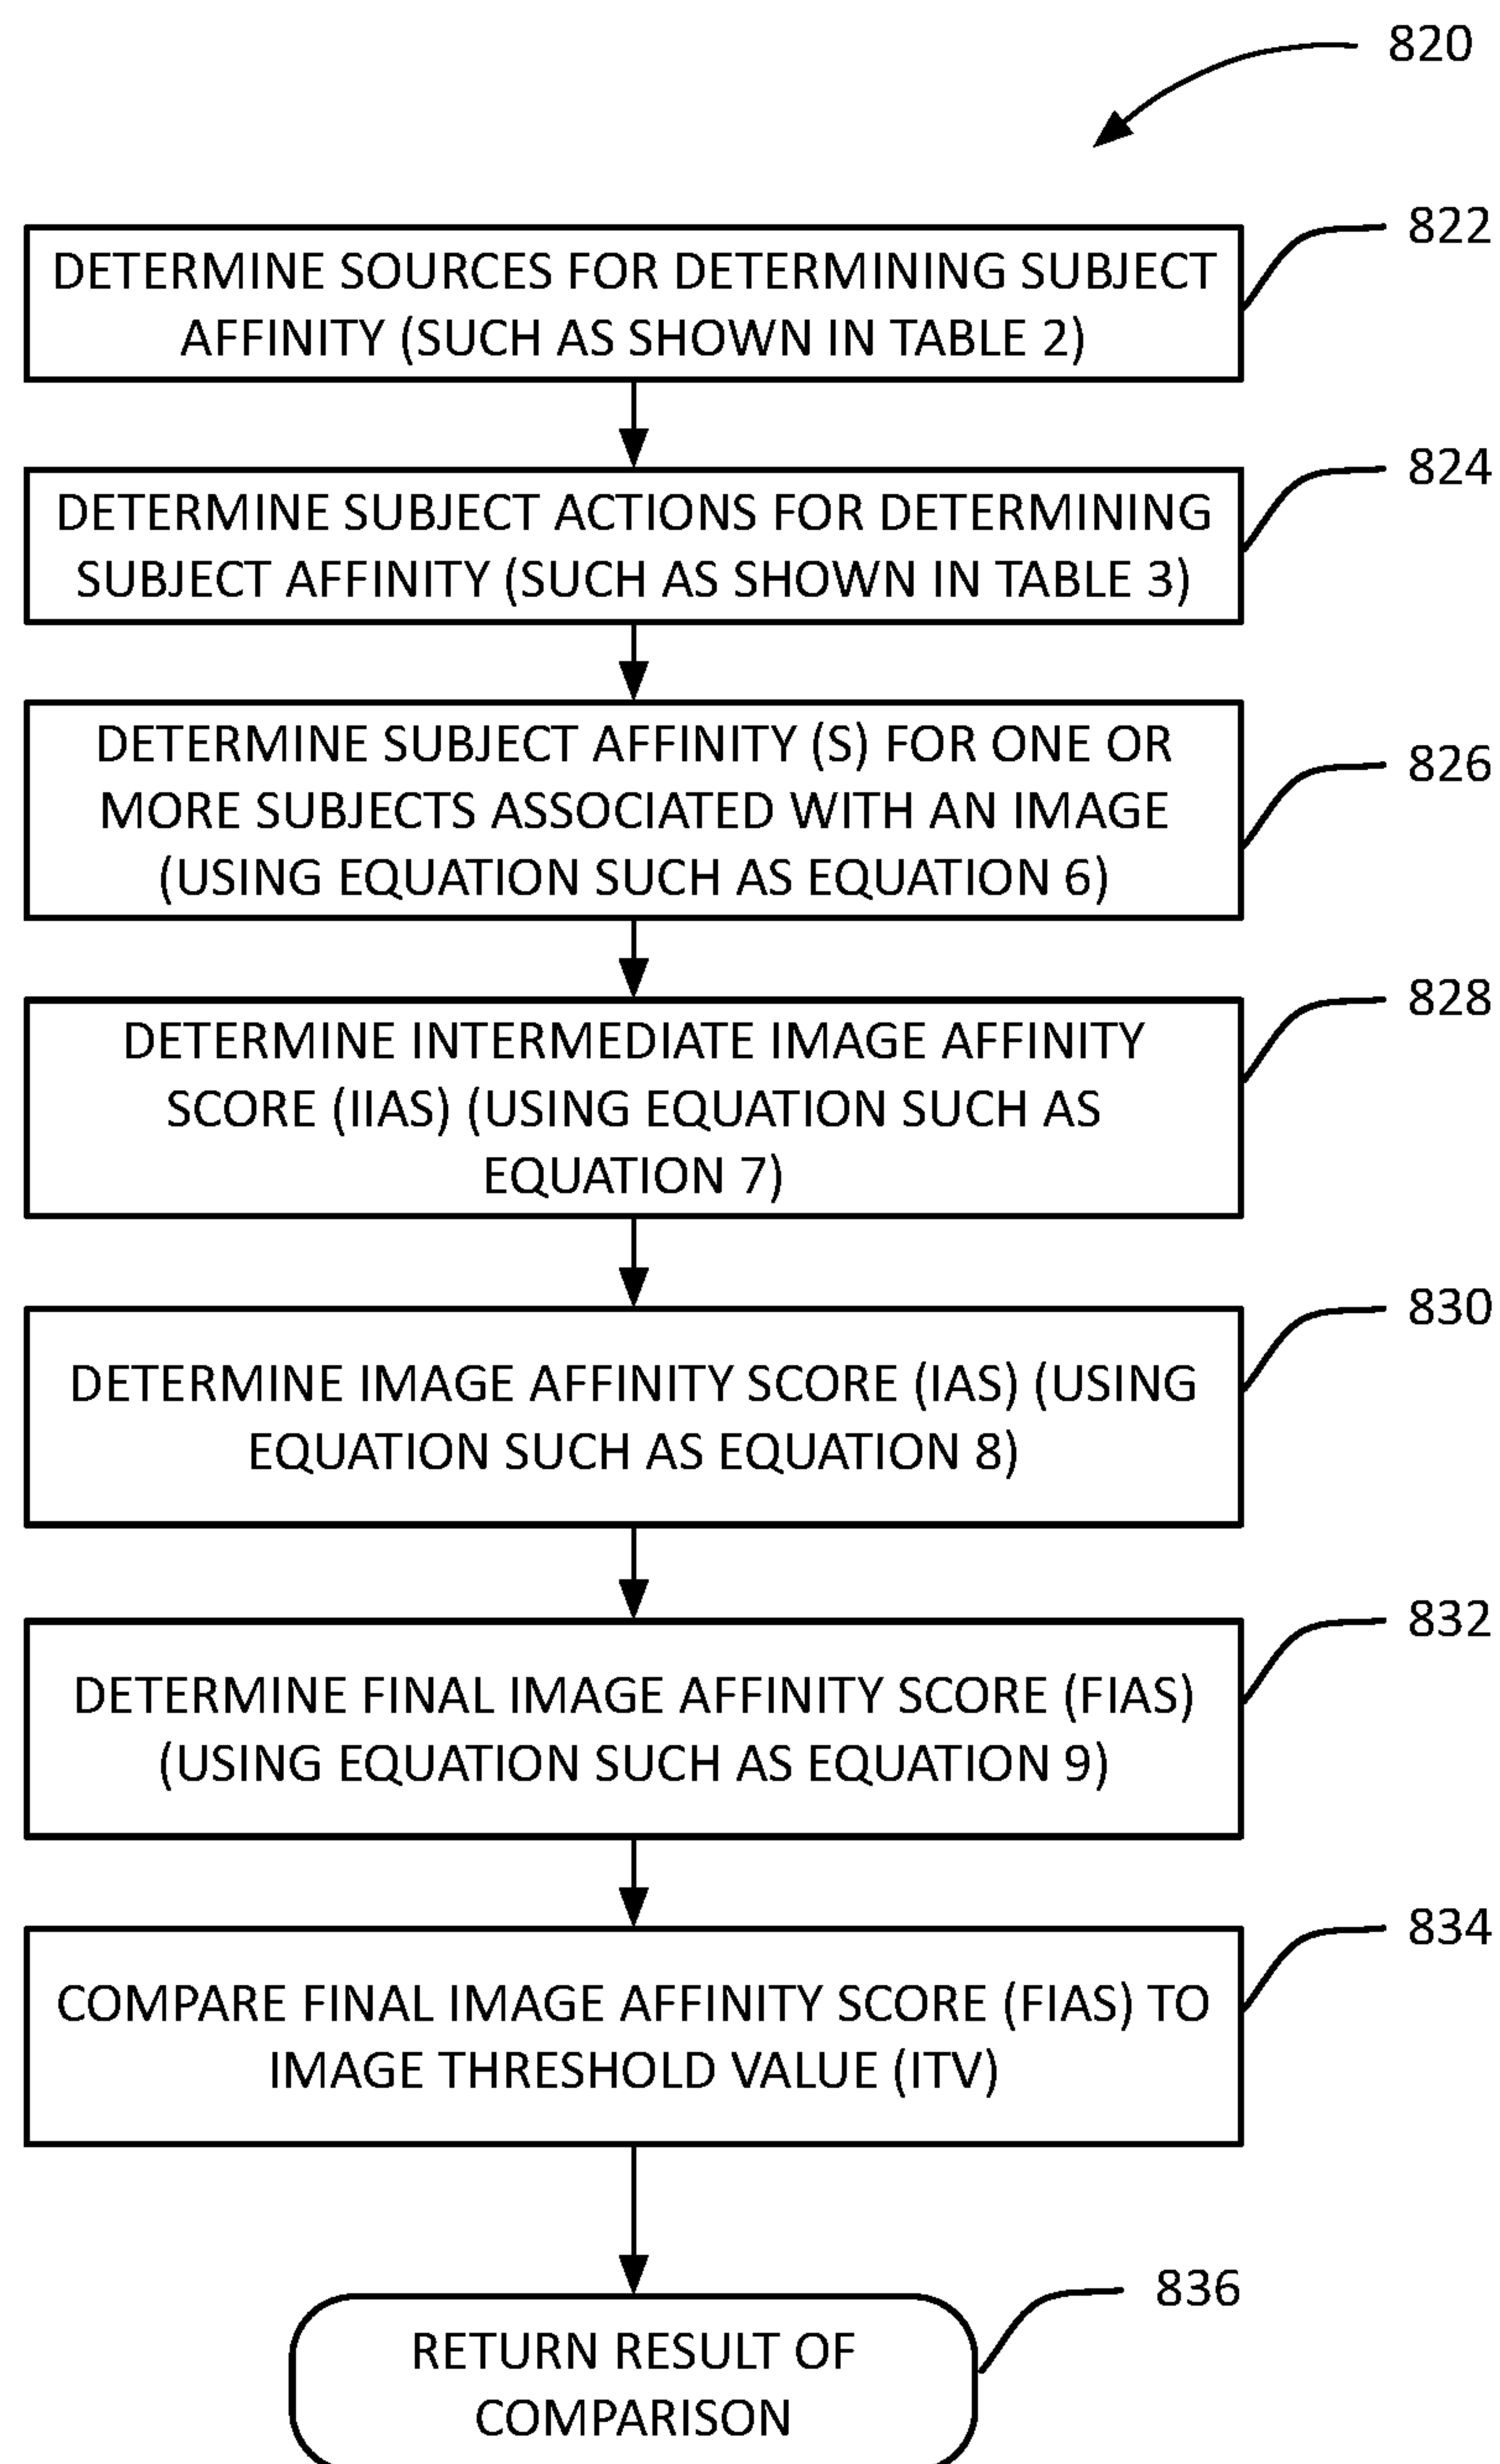 820
822
DETERMINE SOURCES FOR DETERMINING SUBJECT
AFFINITY (SUCH AS SHOWN IN TABLE 2)
824
DETERMINE SUBJECT ACTIONS FOR DETERMINING
SUBJECT AFFINITY (SUCH AS SHOWN IN TABLE 3)
826
DETERMINE SUBJECT AFFINITY (S) FOR ONE OR
MORE SUBJECTS ASSOCIATED WITH AN IMAGE
(USING EQUATION SUCH AS EQUATION 6)
828
DETERMINE INTERMEDIATE IMAGE AFFINITY
SCORE (IIAS) (USING EQUATION SUCH AS
EQUATION 7)
830
DETERMINE IMAGE AFFINITY SCORE (IAS) (USING
EQUATION SUCH AS EQUATION 8)
832
DETERMINE FINAL IMAGE AFFINITY SCORE (FIAS)
(USING EQUATION SUCH AS EQUATION 9)
834
COMPARE FINAL IMAGE AFFINITY SCORE (FIAS) TO
IMAGE THRESHOLD VALUE (ITV)
836
RETURN RESULT OF
COMPARISON